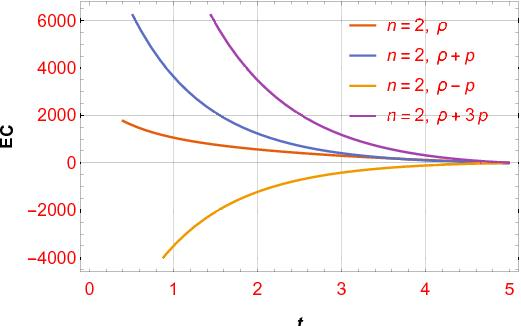 6000
4000
2000
0
−2000
−4000
EC
n = 2, ρ
n = 2, ρ + p
n = 2, ρ − p
n = 2, ρ + 3 p
0 1 2 3 4 5
t